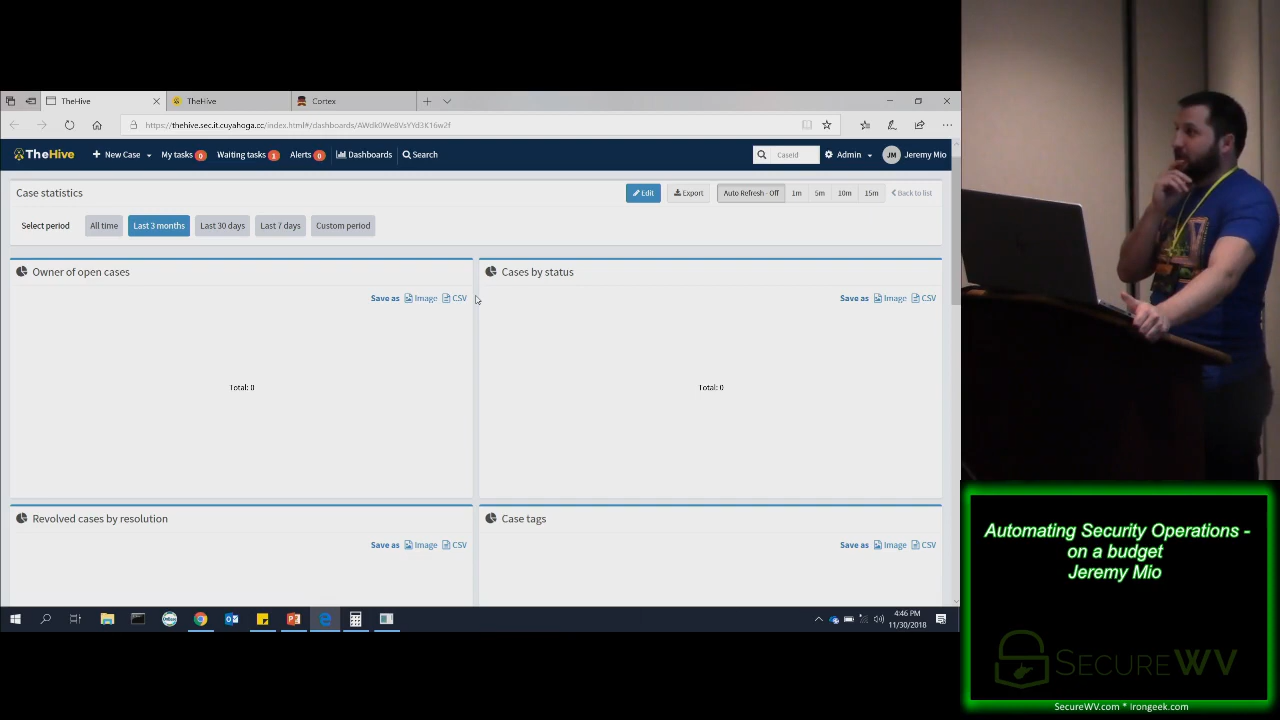 TheHive
TheHive
Cortex
https://thehive.sec.it.cuyahoga.cc/index.html#/dashboards/AWdk0We8VsYYd3K16w2f
TheHive
New Case
My tasks 0
Waiting tasks 1
Alerts 0
Dashboards
Search
CaseId
Admin
JM
Jeremy Mio
Case statistics
Edit
Export
Auto Refresh - Off
1m
5m
10m
15m
Back to list
Select period
All time
Last 3 months
Last 30 days
Last 7 days
Custom period
Owner of open cases
Cases by status
Save as Image CSV
Save as Image CSV
Total: 0
Total: 0
Revolved cases by resolution
Case tags
Save as Image CSV
Save as Image CSV
4:46 PM
11/30/2018
Automating Security Operations -
on a budget
Jeremy Mio
SECUREWV
SecureWV.com * Irongeek.com